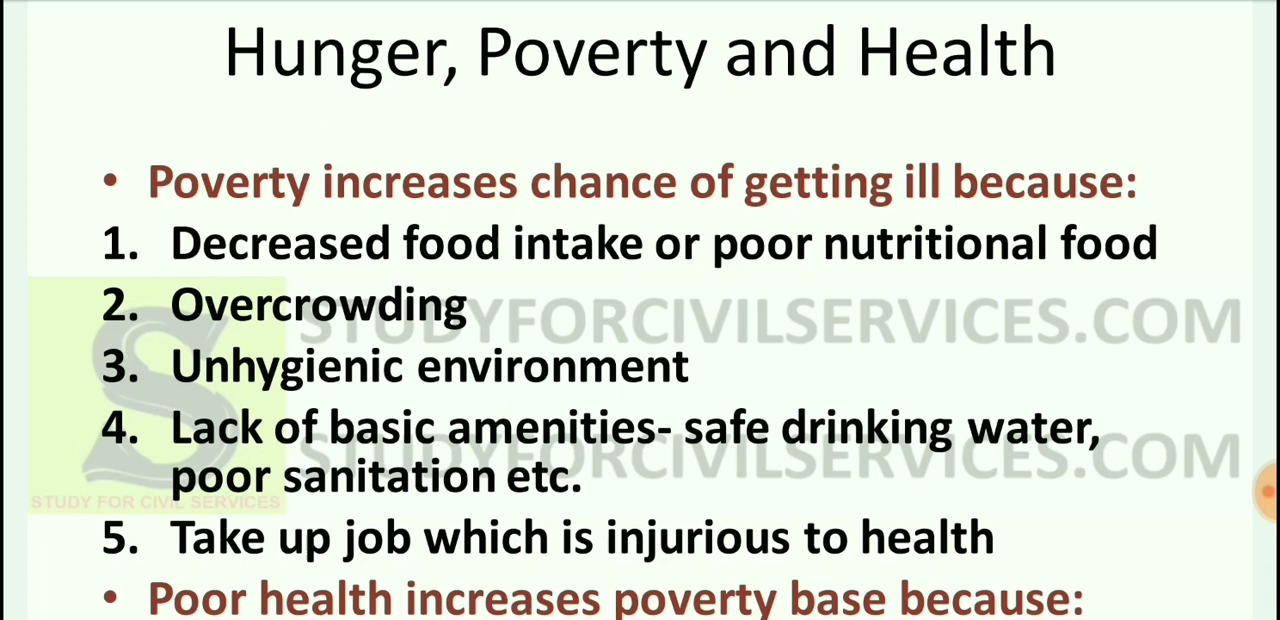 Hunger, Poverty and Health
• Poverty increases chance of getting ill because:
1. Decreased food intake or poor nutritional food
2. Overcrowding
STUDYFORCIVILSERVICES.COM
3. Unhygienic environment
4. Lack of basic amenities- safe drinking water,
STUDYFORCIVILSERVICES.COM
poor sanitation etc.
S
STUDY FOR CIVIL SERVICES
5. Take up job which is injurious to health
• Poor health increases poverty base because: